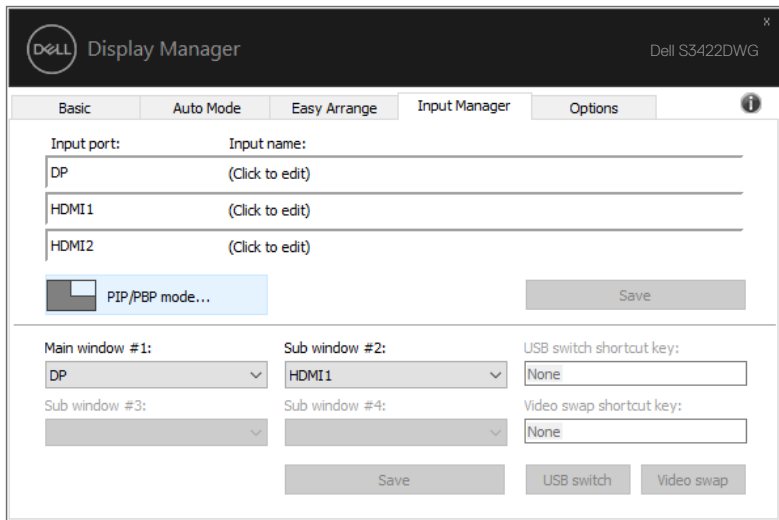 x
DELL Display Manager
Dell S3422DWG
Basic Auto Mode Easy Arrange Input Manager Options i
Input port: Input name:
DP (Click to edit)
HDMI1 (Click to edit)
HDMI2 (Click to edit)
PIP/PBP mode... Save
Main window #1: Sub window #2: USB switch shortcut key:
DP HDMI1 None
Sub window #3: Sub window #4: Video swap shortcut key:
None
Save USB switch Video swap